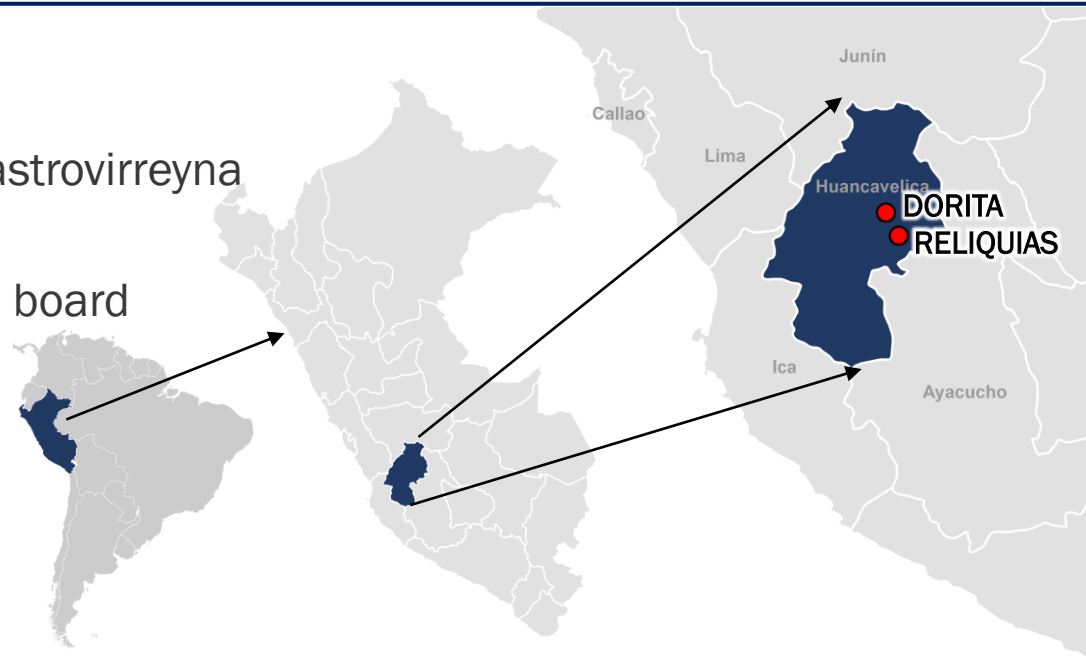 Junín
Callao
Lima
astrovirreyna
Huancavelica
DORITA
RELIQUIAS
board
Ica
Ayacucho